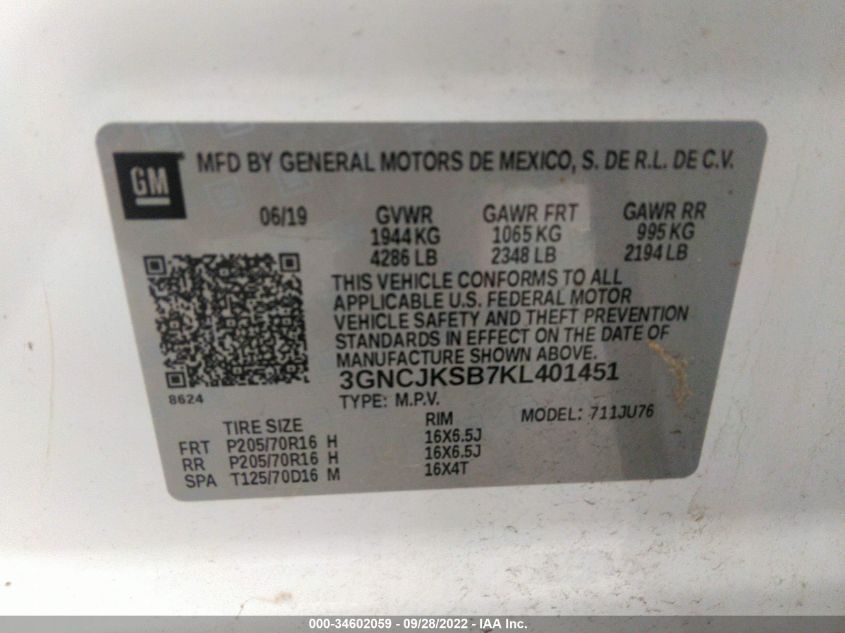 GM
MFD BY GENERAL MOTORS DE MEXICO, S. DE R.L. DE C.V.
06/19 GVWR GAWR FRT GAWR RR
1944 KG 1065 KG 995 KG
4286 LB 2348 LB 2194 LB
THIS VEHICLE CONFORMS TO ALL
APPLICABLE U.S. FEDERAL MOTOR
VEHICLE SAFETY AND THEFT PREVENTION
STANDARDS IN EFFECT ON THE DATE OF
MANUFACTURE SHOWN ABOVE.
3GNCJKSB7KL401451
8624
TYPE: M.P.V. MODEL: 711JU76
TIRE SIZE RIM
FRT P205/70R16 H 16X6.5J
RR P205/70R16 H 16X6.5J
SPA T125/70D16 M 16X4T
000-34602059 - 09/28/2022 - IAA Inc.